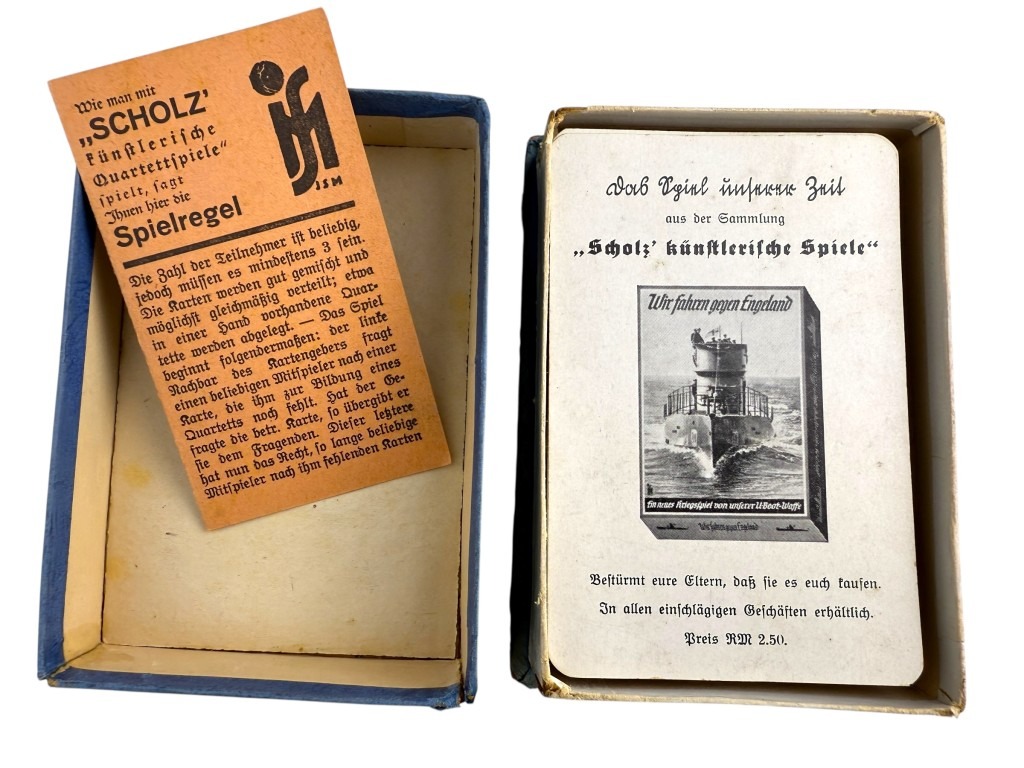 Wie man mit
„SCHOLZ'
künstlerische
Quartettspiele“
spielt, sagt
Ihnen hier die
Spielregel
JSM
Die Zahl der Teilnehmer ist beliebig,
jedoch müssen es mindestens 3 sein.
Die Karten werden gut gemischt und
möglichst gleichmäßig verteilt; etwa
in einer Hand vorhandene Quar-
tette werden abgelegt. — Das Spiel
beginnt folgendermaßen: der linke
Nachbar des Kartengebers fragt
einen beliebigen Mitspieler nach einer
Karte, die ihm zur Bildung eines
Quartetts noch fehlt. Hat der Ge-
fragte die betr. Karte, so übergibt er
sie dem Fragenden. Dieser letztere
hat nun das Recht, so lange beliebige
Mitspieler nach ihm fehlenden Karten
Das Spiel unserer Zeit
aus der Sammlung
„Scholz' künstlerische Spiele“
Wir fahren gegen Engeland
Ein neues Kriegsspiel von unserer U-Boot-Waffe
Wir fahren gegen Engeland
Bestürmt eure Eltern, daß sie es euch kaufen.
In allen einschlägigen Geschäften erhältlich.
Preis RM 2.50.